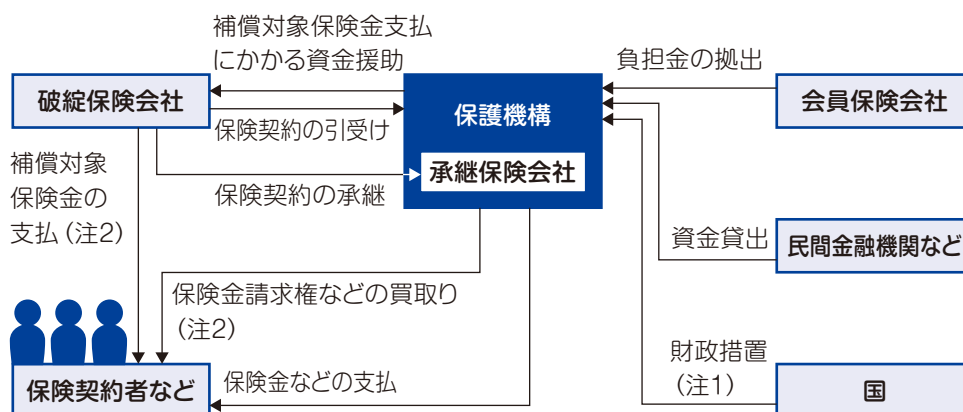 補償対象保険金支払
にかかる資金援助
負担金の拠出
破綻保険会社
保護機構
会員保険会社
保険契約の引受け
補償対象
保険金の
支払(注2)
承継保険会社
保険契約の承継
資金貸出
民間金融機関など
保険金請求権などの買取り
(注2)
財政措置
(注1)
保険契約者など
保険金などの支払
国